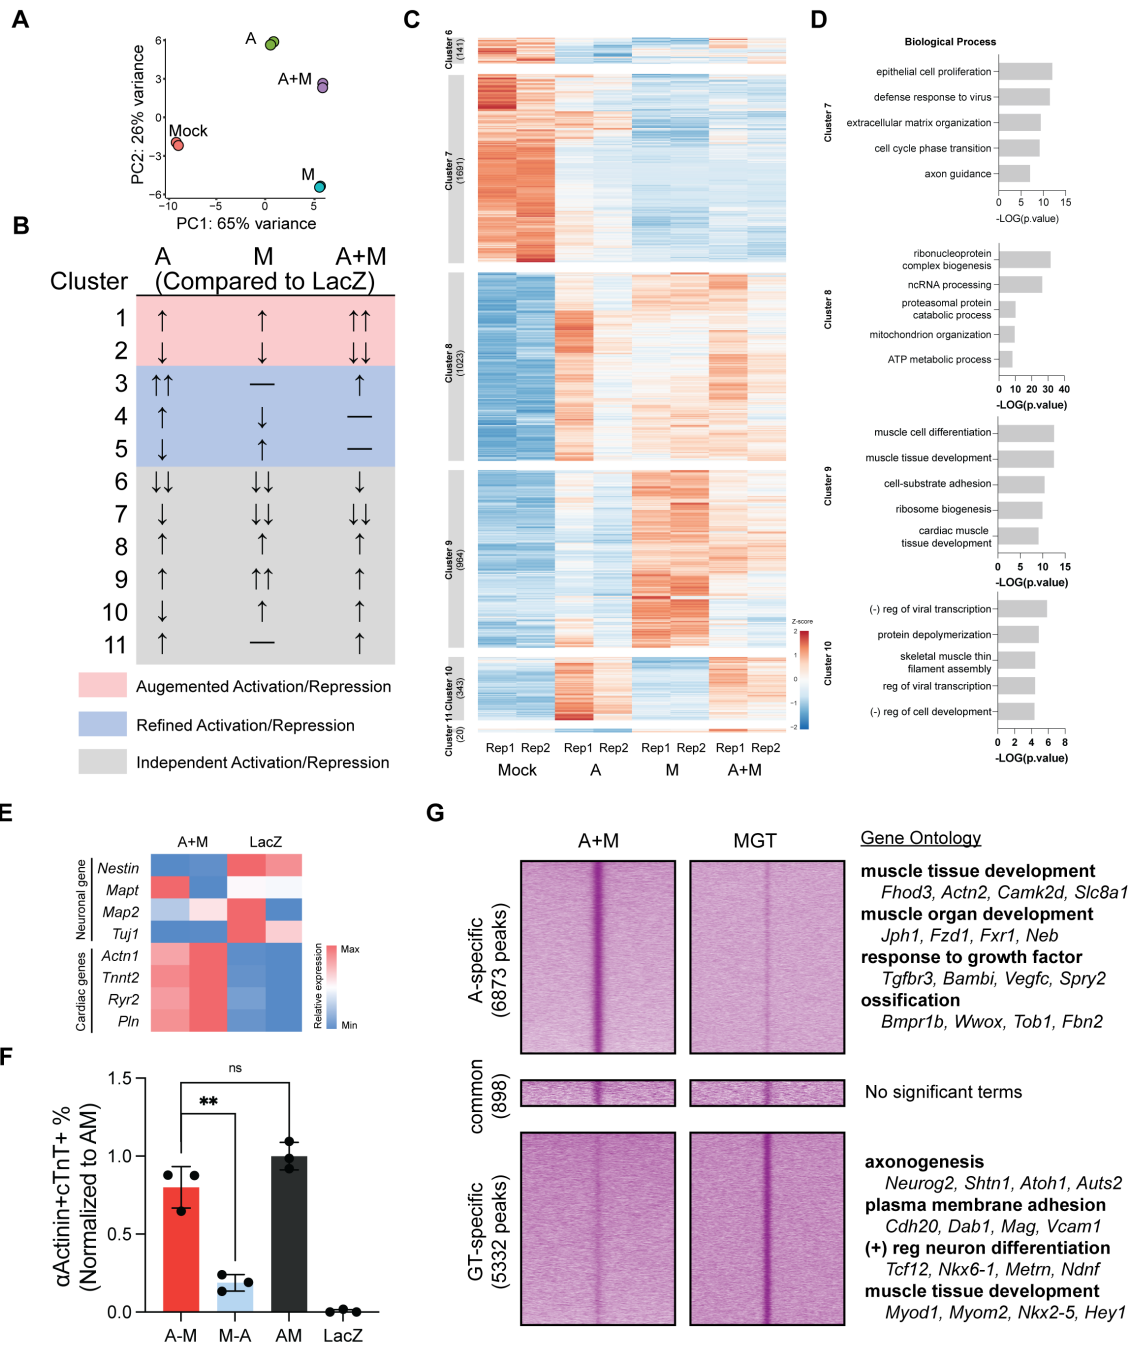 A
PC2: 26% variance
6
3
0
−3
−6
A
A+M
Mock
M
−10
−5
0
5
PC1: 65% variance
B
A M A+M
Cluster (Compared to LacZ)
1 ↑ ↑ ↑↑
2 ↓ ↓ ↓↓
3 ↑↑ — ↑
4 ↑ ↓ —
5 ↓ ↑ —
6 ↓↓ ↓↓ ↓
7 ↓ ↓↓ ↓↓
8 ↑ ↑ ↑
9 ↑ ↑↑ ↑
10 ↓ ↑ ↑
11 ↑ — ↑
Augmented Activation/Repression
Refined Activation/Repression
Independent Activation/Repression
C
Cluster 6
(141)
Cluster 7
(1691)
Cluster 8
(1023)
Cluster 9
(964)
Cluster 10
(343)
Cluster 11
(20)
Z-score
2
1
0
−1
−2
Rep1 Rep2 Rep1 Rep2 Rep1 Rep2 Rep1 Rep2
Mock A M A+M
D
Biological Process
Cluster 7
epithelial cell proliferation
defense response to virus
extracellular matrix organization
cell cycle phase transition
axon guidance
0 5 10 15
-LOG(p.value)
Cluster 8
ribonucleoprotein
complex biogenesis
ncRNA processing
proteasomal protein
catabolic process
mitochondrion organization
ATP metabolic process
0 10 20 30 40
-LOG(p.value)
Cluster 9
muscle cell differentiation
muscle tissue development
cell-substrate adhesion
ribosome biogenesis
cardiac muscle
tissue development
0 5 10 15
-LOG(p.value)
Cluster 10
(-) reg of viral transcription
protein depolymerization
skeletal muscle thin
filament assembly
reg of viral transcription
(-) reg of cell development
0 2 4 6 8
-LOG(p.value)
E
A+M LacZ
Neuronal gene
Nestin
Mapt
Map2
Tuj1
Cardiac genes
Actn1
Tnnt2
Ryr2
Pln
Relative expression
Max
Min
F
αActinin+cTnT+ %
(Normalized to AM)
1.5
1.0
0.5
0.0
ns
**
A-M M-A AM LacZ
G
A+M MGT Gene Ontology
A-specific
(6873 peaks)
muscle tissue development
Fhod3, Actn2, Camk2d, Slc8a1
muscle organ development
Jph1, Fzd1, Fxr1, Neb
response to growth factor
Tgfbr3, Bambi, Vegfc, Spry2
ossification
Bmpr1b, Wwox, Tob1, Fbn2
common
(898)
No significant terms
GT-specific
(5332 peaks)
axonogenesis
Neurog2, Shtn1, Atoh1, Auts2
plasma membrane adhesion
Cdh20, Dab1, Mag, Vcam1
(+) reg neuron differentiation
Tcf12, Nkx6-1, Metrn, Ndnf
muscle tissue development
Myod1, Myom2, Nkx2-5, Hey1